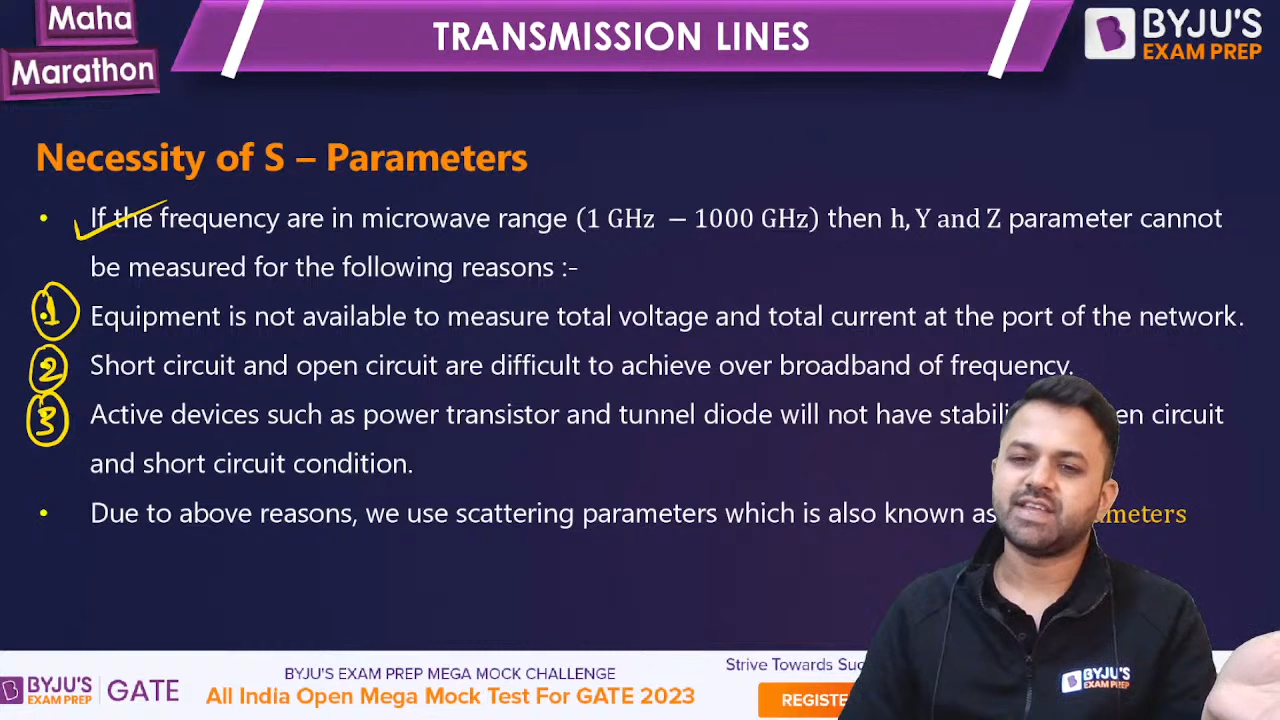 Maha
Marathon
TRANSMISSION LINES
BYJU'S
EXAM PREP
Necessity of S – Parameters
• If the frequency are in microwave range (1 GHz − 1000 GHz) then h, Y and Z parameter cannot
be measured for the following reasons :-
1 Equipment is not available to measure total voltage and total current at the port of the network.
2 Short circuit and open circuit are difficult to achieve over broadband of frequency.
3 Active devices such as power transistor and tunnel diode will not have circuit
and short circuit condition.
• Due to above reasons, we use scattering parameters which is also known as
BYJU'S
EXAM PREP
BYJU'S
EXAM PREP
GATE
BYJU'S EXAM PREP MEGA MOCK CHALLENGE
All India Open Mega Mock Test For GATE 2023
Strive Towards